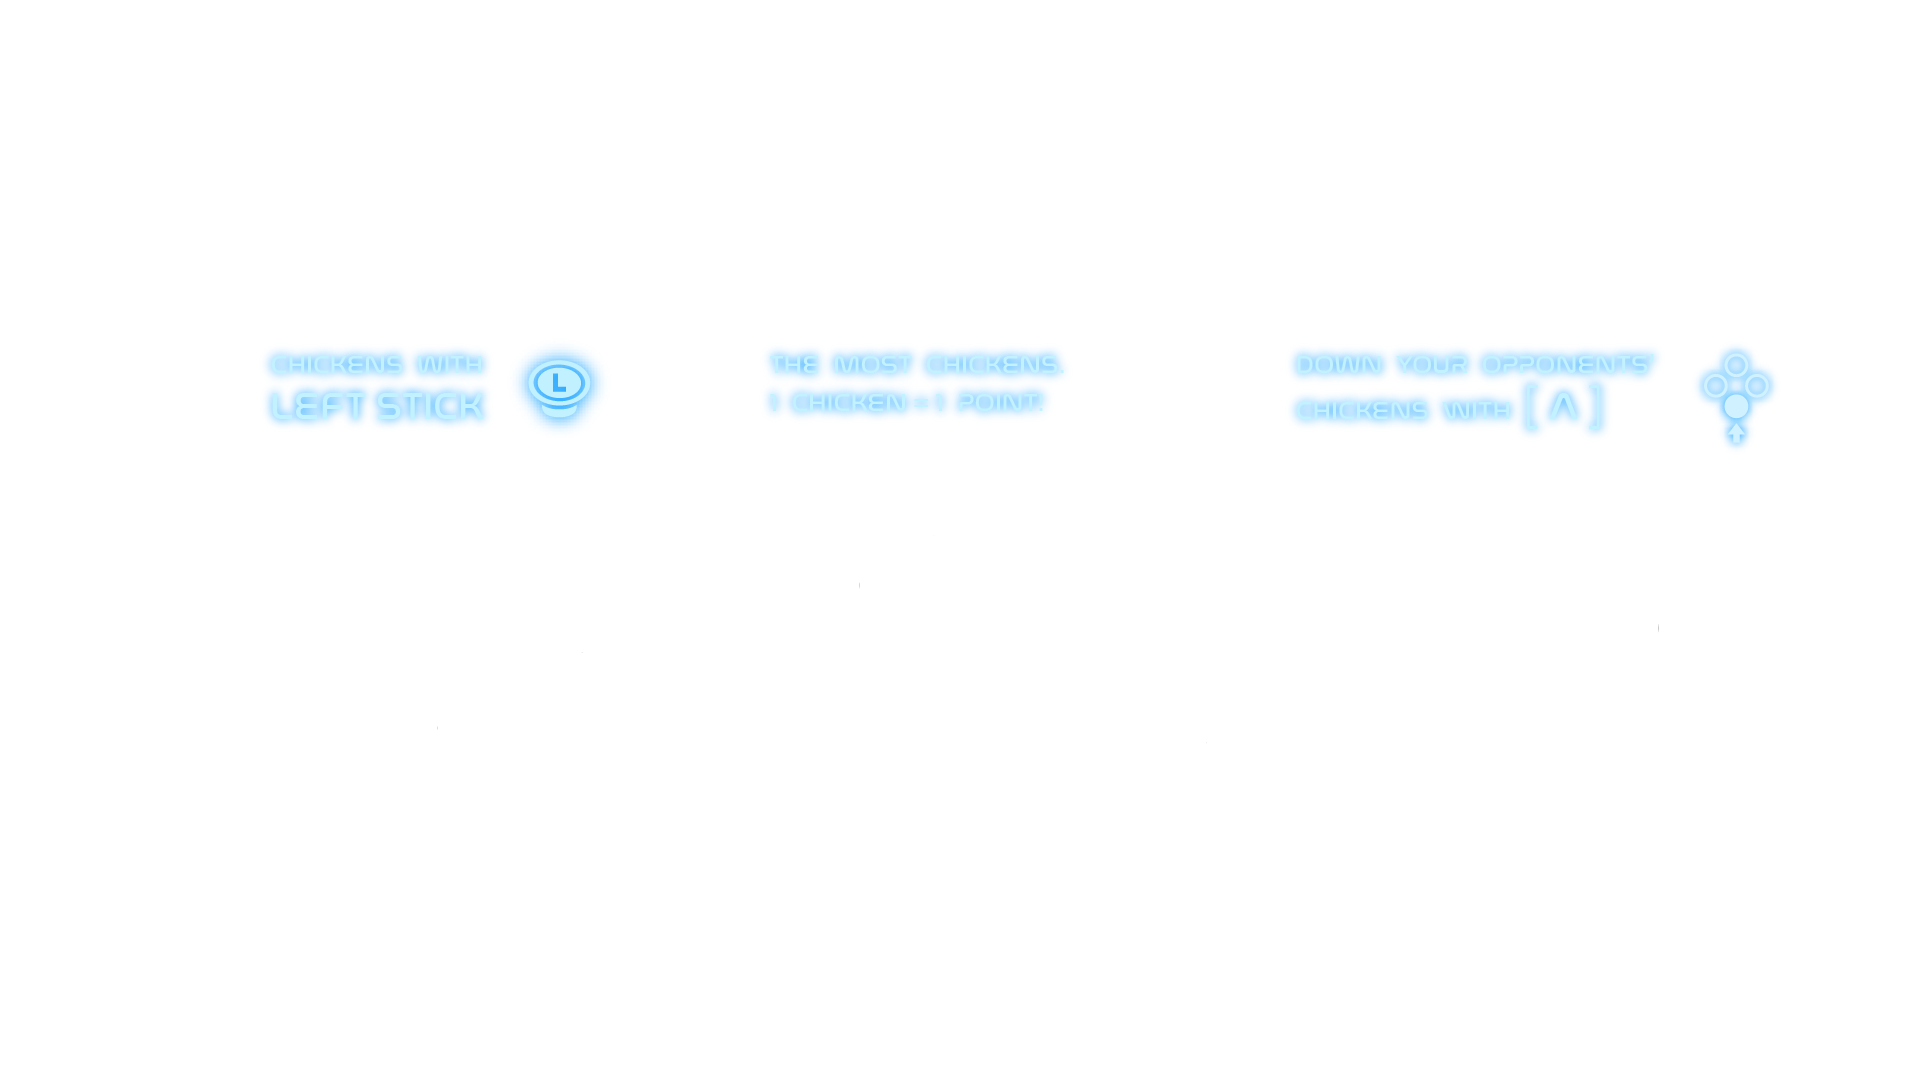 CHICKENS WITH
LEFT STICK
L
THE MOST CHICKENS.
1 CHICKEN = 1 POINT.
DOWN YOUR OPPONENTS'
CHICKENS WITH [ A ]